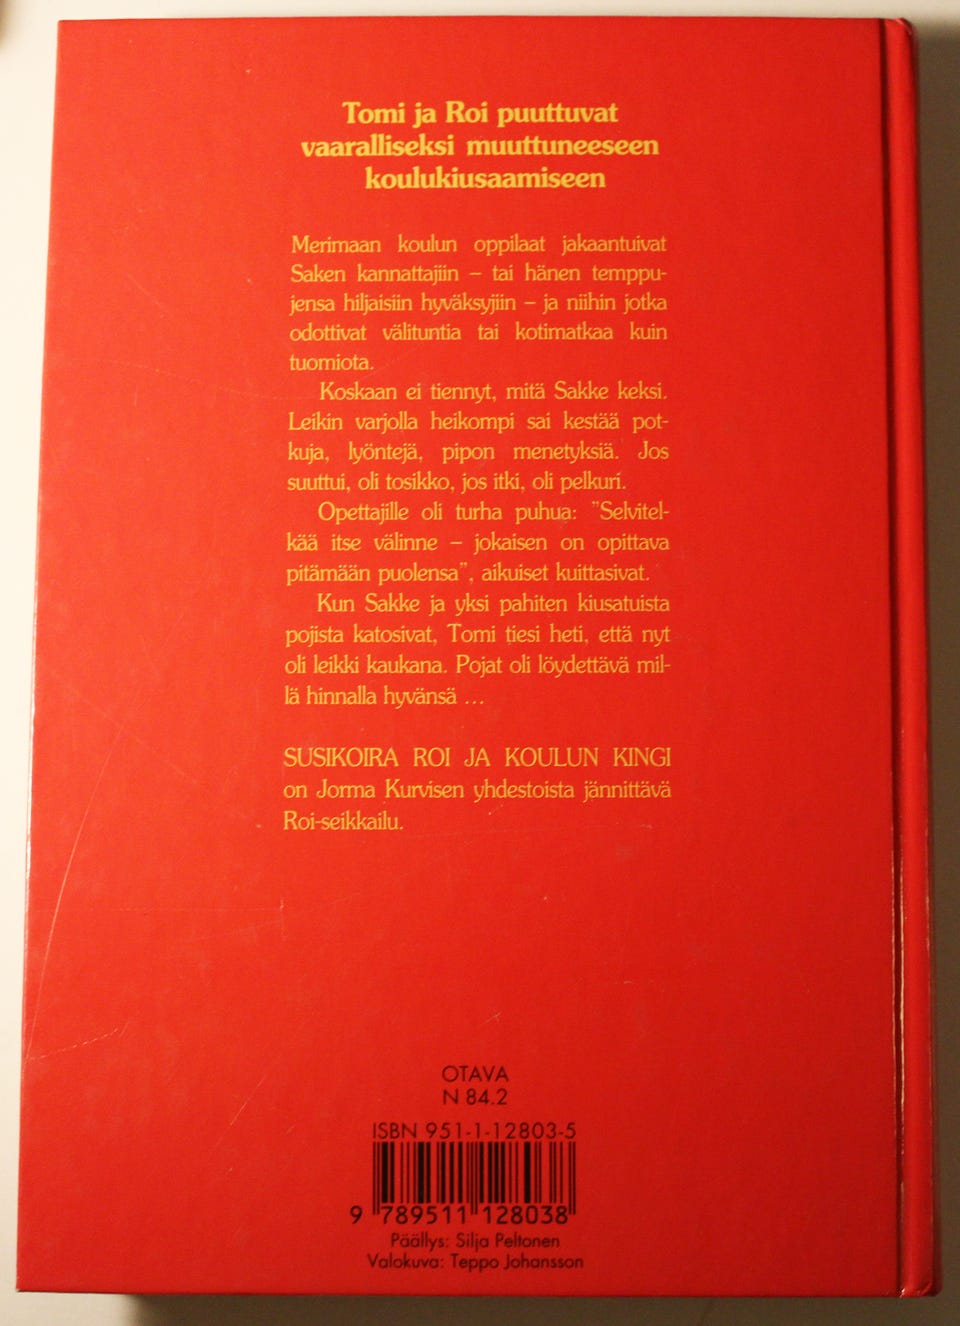 Tomi ja Roi puuttuvat
vaaralliseksi muuttuneeseen
koulukiusaamiseen
Merimaan koulun oppilaat jakaantuivat
Saken kannattajiin – tai hänen temppu-
jensa hiljaisiin hyväksyjiin – ja niihin jotka
odottivat välituntia tai kotimatkaa kuin
tuomiota.
Koskaan ei tiennyt, mitä Sakke keksi.
Leikin varjolla heikompi sai kestää pot-
kuja, lyöntejä, pipon menetyksiä. Jos
suuttui, oli tosikko, jos itki, oli pelkuri.
Opettajille oli turha puhua: ”Selvitel-
kää itse välinne – jokaisen on opittava
pitämään puolensa”, aikuiset kuittasivat.
Kun Sakke ja yksi pahiten kiusatuista
pojista katosivat, Tomi tiesi heti, että nyt
oli leikki kaukana. Pojat oli löydettävä mil-
lä hinnalla hyvänsä ...
SUSIKOIRA ROI JA KOULUN KINGI
on Jorma Kurvisen yhdestoista jännittävä
Roi-seikkailu.
OTAVA
N 84.2
ISBN 951-1-12803-5
9 789511 128038
Päällys: Silja Peltonen
Valokuva: Teppo Johansson